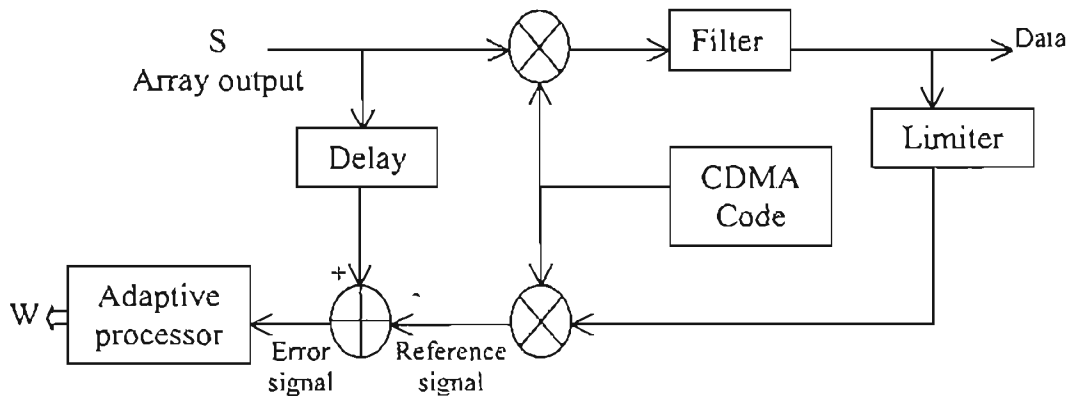 S
Array output
Filter
Data
Delay
Limiter
CDMA
Code
+
-
W
Adaptive
processor
Error
signal
Reference
signal